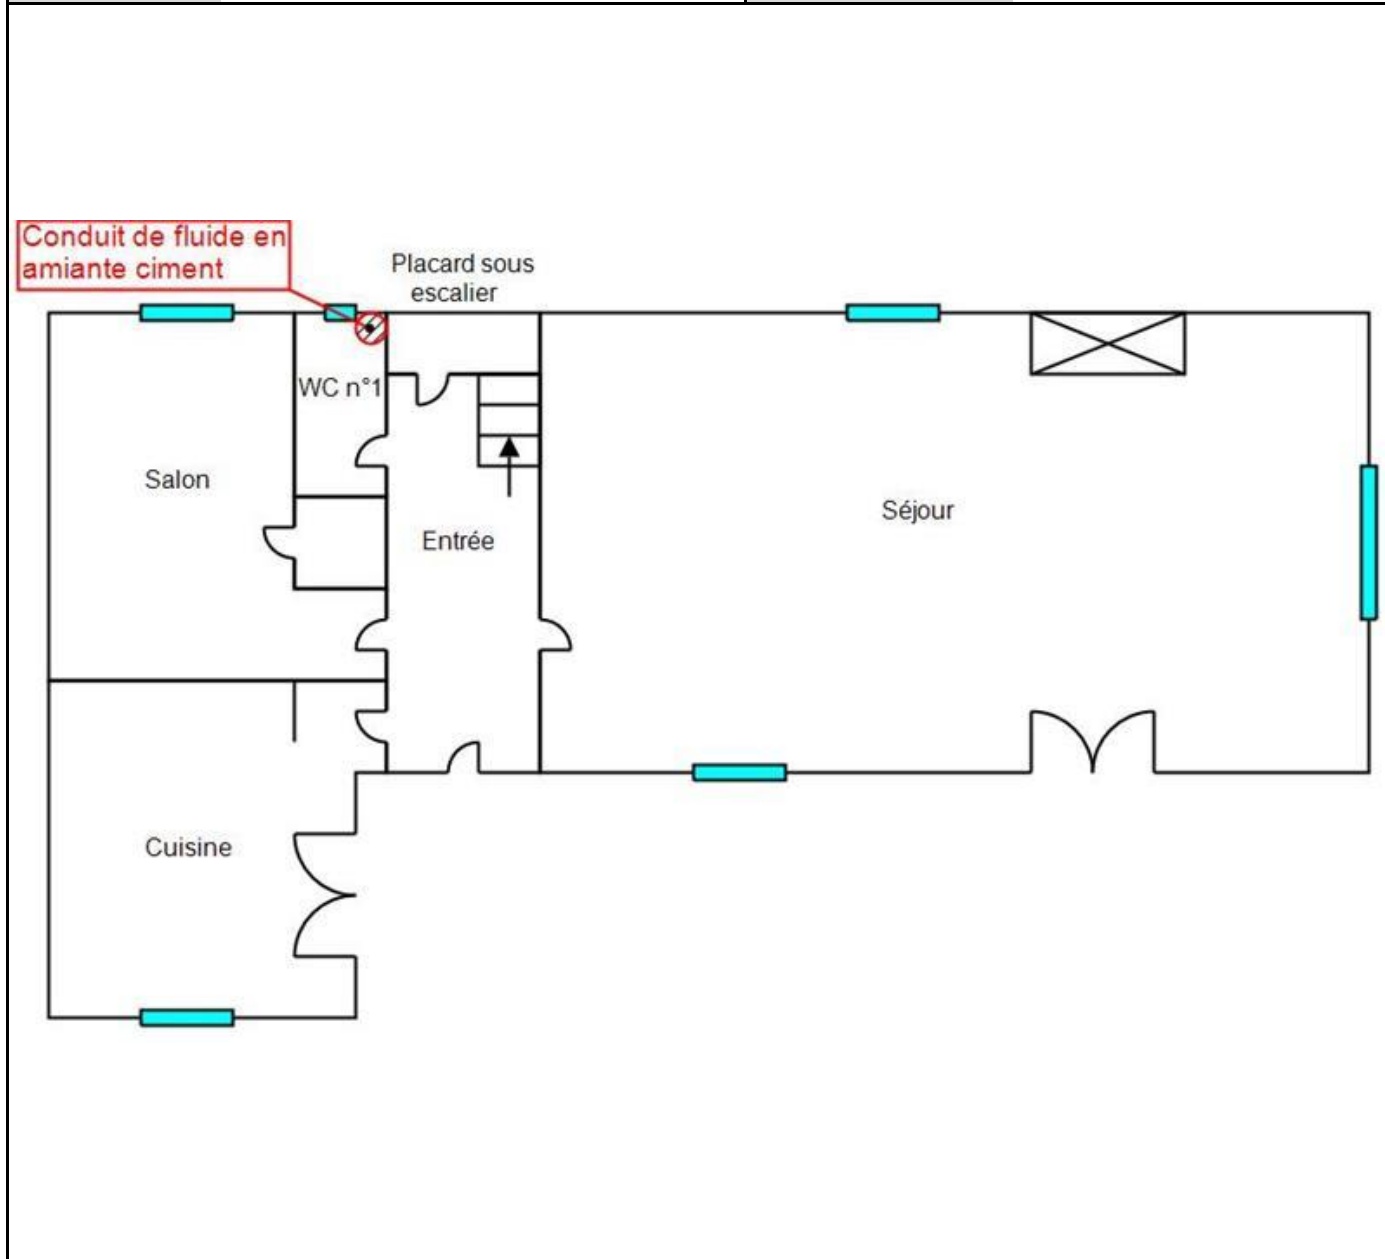 Conduit de fluide en
amiante ciment
Placard sous
escalier
WC n°1
Salon
Séjour
Entrée
Cuisine